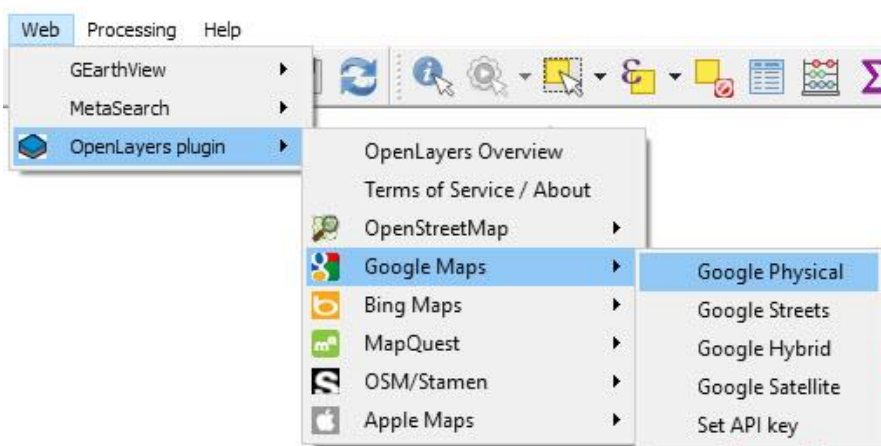 Web Processing Help
GEarthView
MetaSearch
OpenLayers plugin
OpenLayers Overview
Terms of Service / About
OpenStreetMap
Google Maps
Bing Maps
MapQuest
OSM/Stamen
Apple Maps
Google Physical
Google Streets
Google Hybrid
Google Satellite
Set API key